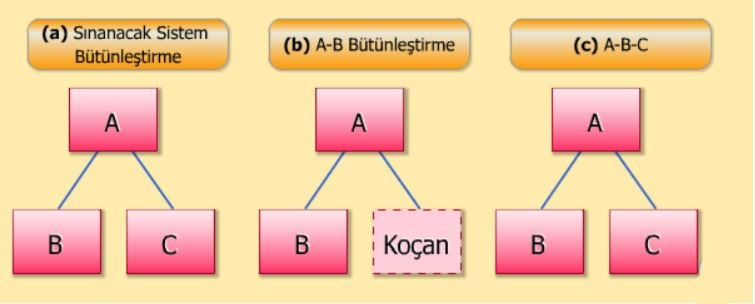 (a) Sınanacak Sistem
Bütünleştirme
(b) A-B Bütünleştirme
(c) A-B-C
A
A
A
B
C
B
Koçan
B
C